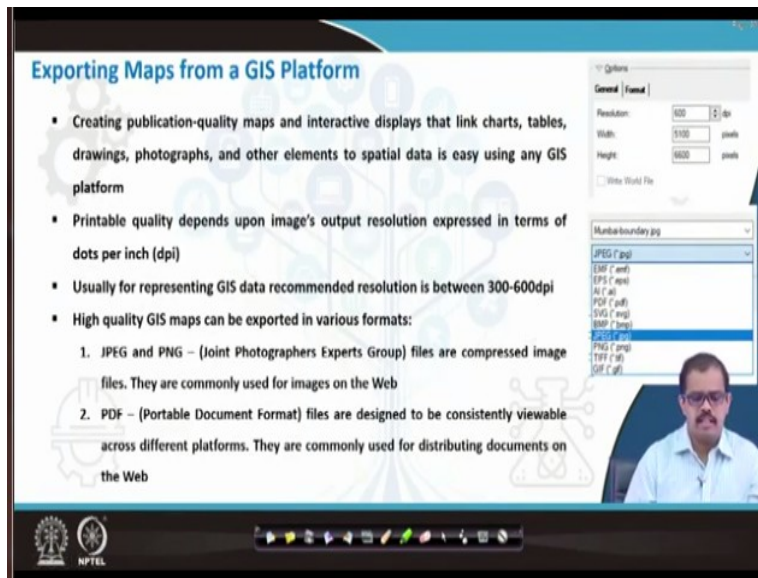 Exporting Maps from a GIS Platform
▪ Creating publication-quality maps and interactive displays that link charts, tables,
drawings, photographs, and other elements to spatial data is easy using any GIS
platform
▪ Printable quality depends upon image's output resolution expressed in terms of
dots per inch (dpi)
▪ Usually for representing GIS data recommended resolution is between 300-600dpi
▪ High quality GIS maps can be exported in various formats:
1. JPEG and PNG – (Joint Photographers Experts Group) files are compressed image
files. They are commonly used for images on the Web
2. PDF – (Portable Document Format) files are designed to be consistently viewable
across different platforms. They are commonly used for distributing documents on
the Web
Options
General Format
Resolution: 600 dpi
Width: 5100 pixels
Height: 6600 pixels
Write World File
Mumbai-boundary.jpg
JPEG (*.jpg)
EMF (*.emf)
EPS (*.eps)
AI (*.ai)
PDF (*.pdf)
SVG (*.svg)
BMP (*.bmp)
JPEG (*.jpg)
PNG (*.png)
TIFF (*.tif)
GIF (*.gif)
NPTEL